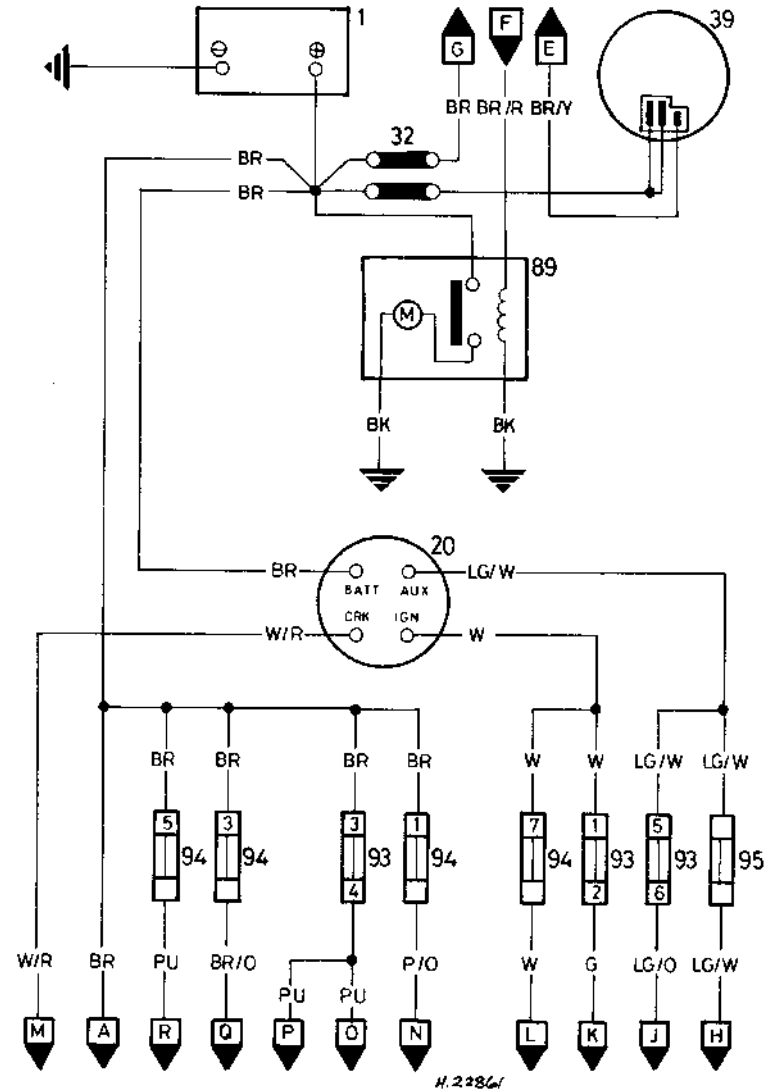 1
39
G F E
BR BR/R BR/Y
32
BR
BR
89
M
BK BK
20
BR LG/W
BATT AUX
CRK IGN
W/R W
BR BR BR BR W W LG/W LG/W
5 3 3 1 7 1 5
94 94 93 94 94 93 93 95
4 2 6
W/R BR PU BR/O P/O W G LG/O LG/W
PU PU
M A R Q P O N L K J H
H.22861